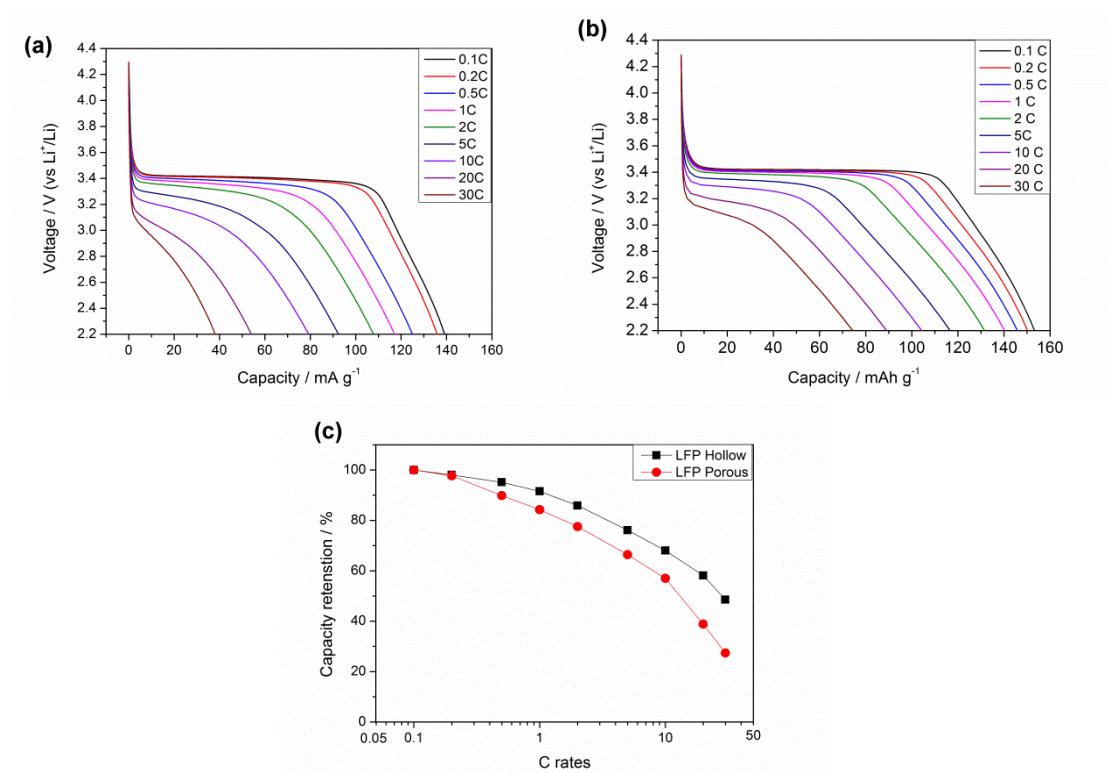 (a)
4.4
4.2
4.0
3.8
3.6
3.4
3.2
3.0
2.8
2.6
2.4
2.2
Voltage / V (vs Li⁺/Li)
0 20 40 60 80 100 120 140 160
Capacity / mA g⁻¹
0.1C
0.2C
0.5C
1C
2C
5C
10C
20C
30C
(b)
4.4
4.2
4.0
3.8
3.6
3.4
3.2
3.0
2.8
2.6
2.4
2.2
Voltage / V (vs Li⁺/Li)
0 20 40 60 80 100 120 140 160
Capacity / mAh g⁻¹
0.1 C
0.2 C
0.5 C
1 C
2 C
5C
10 C
20 C
30 C
(c)
100
80
60
40
20
0
Capacity retenstion / %
0.05 0.1 1 10 50
C rates
LFP Hollow
LFP Porous